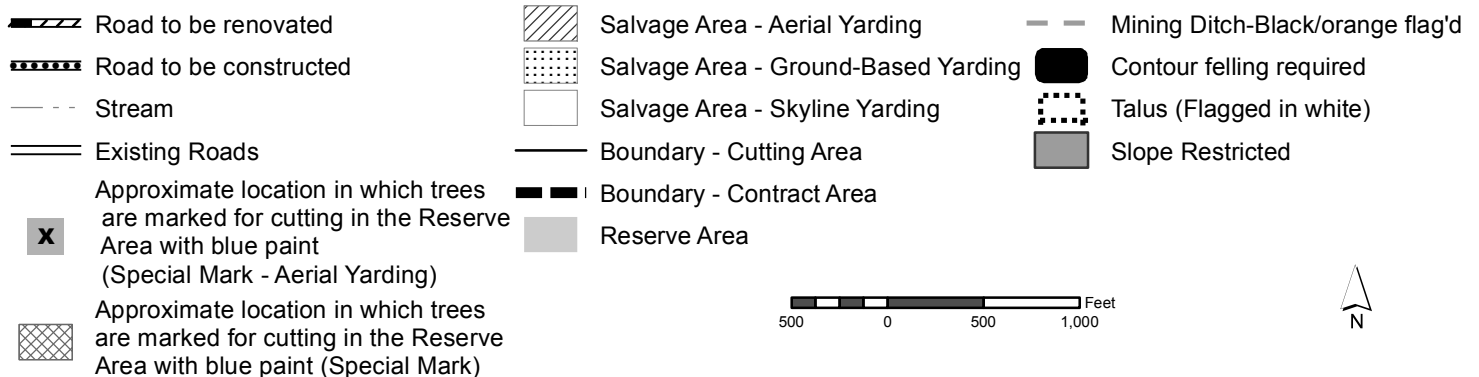 Road to be renovated
Road to be constructed
Stream
Existing Roads
X
Approximate location in which trees
are marked for cutting in the Reserve
Area with blue paint
(Special Mark - Aerial Yarding)
Approximate location in which trees
are marked for cutting in the Reserve
Area with blue paint (Special Mark)
Salvage Area - Aerial Yarding
Salvage Area - Ground-Based Yarding
Salvage Area - Skyline Yarding
Boundary - Cutting Area
Boundary - Contract Area
Reserve Area
Mining Ditch-Black/orange flag'd
Contour felling required
Talus (Flagged in white)
Slope Restricted
Feet
500 0 500 1,000
N